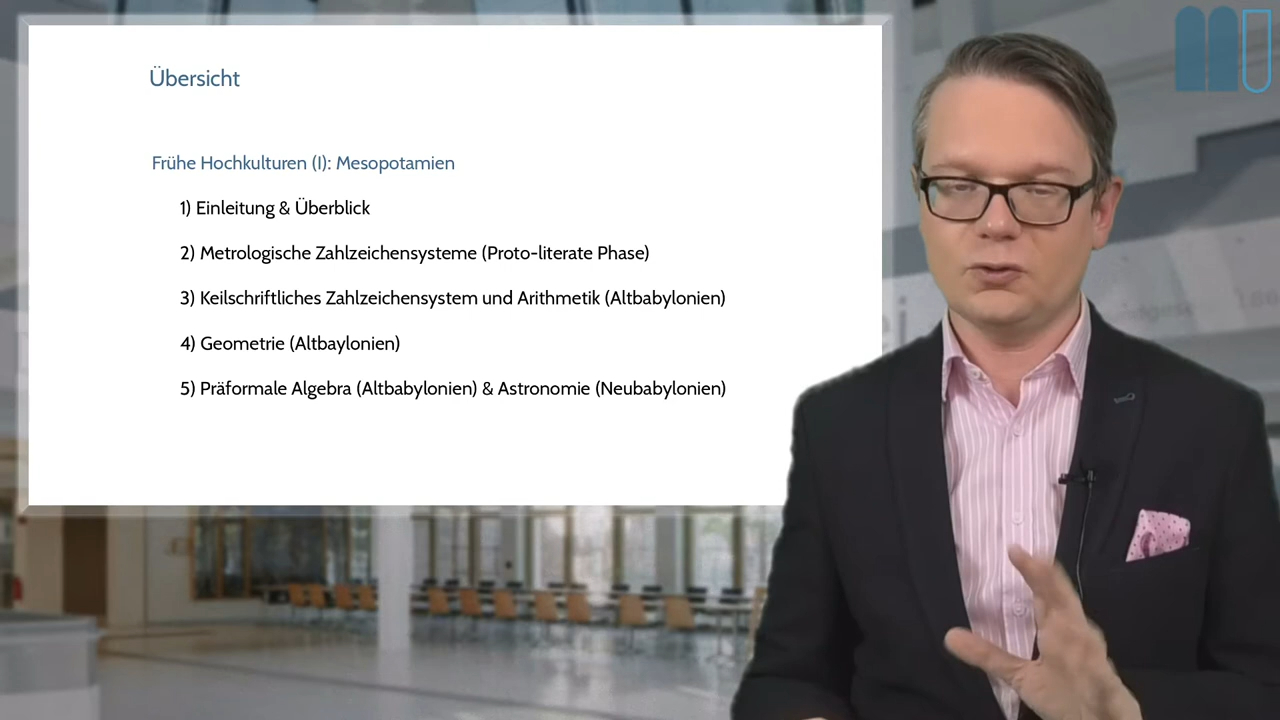 Übersicht
Frühe Hochkulturen (I): Mesopotamien
1) Einleitung & Überblick
2) Metrologische Zahlzeichensysteme (Proto-literate Phase)
3) Keilschriftliches Zahlzeichensystem und Arithmetik (Altbabylonien)
4) Geometrie (Altbaylonien)
5) Präformale Algebra (Altbabylonien) & Astronomie (Neubabylonien)